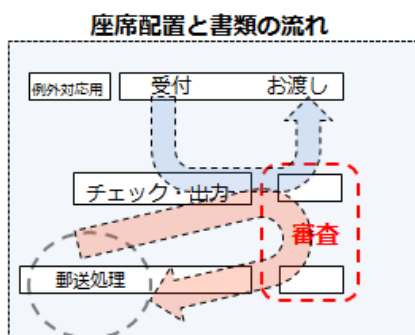 座席配置と書類の流れ
例外対応用
受付 お渡し
チェック・出力
審査
郵送処理